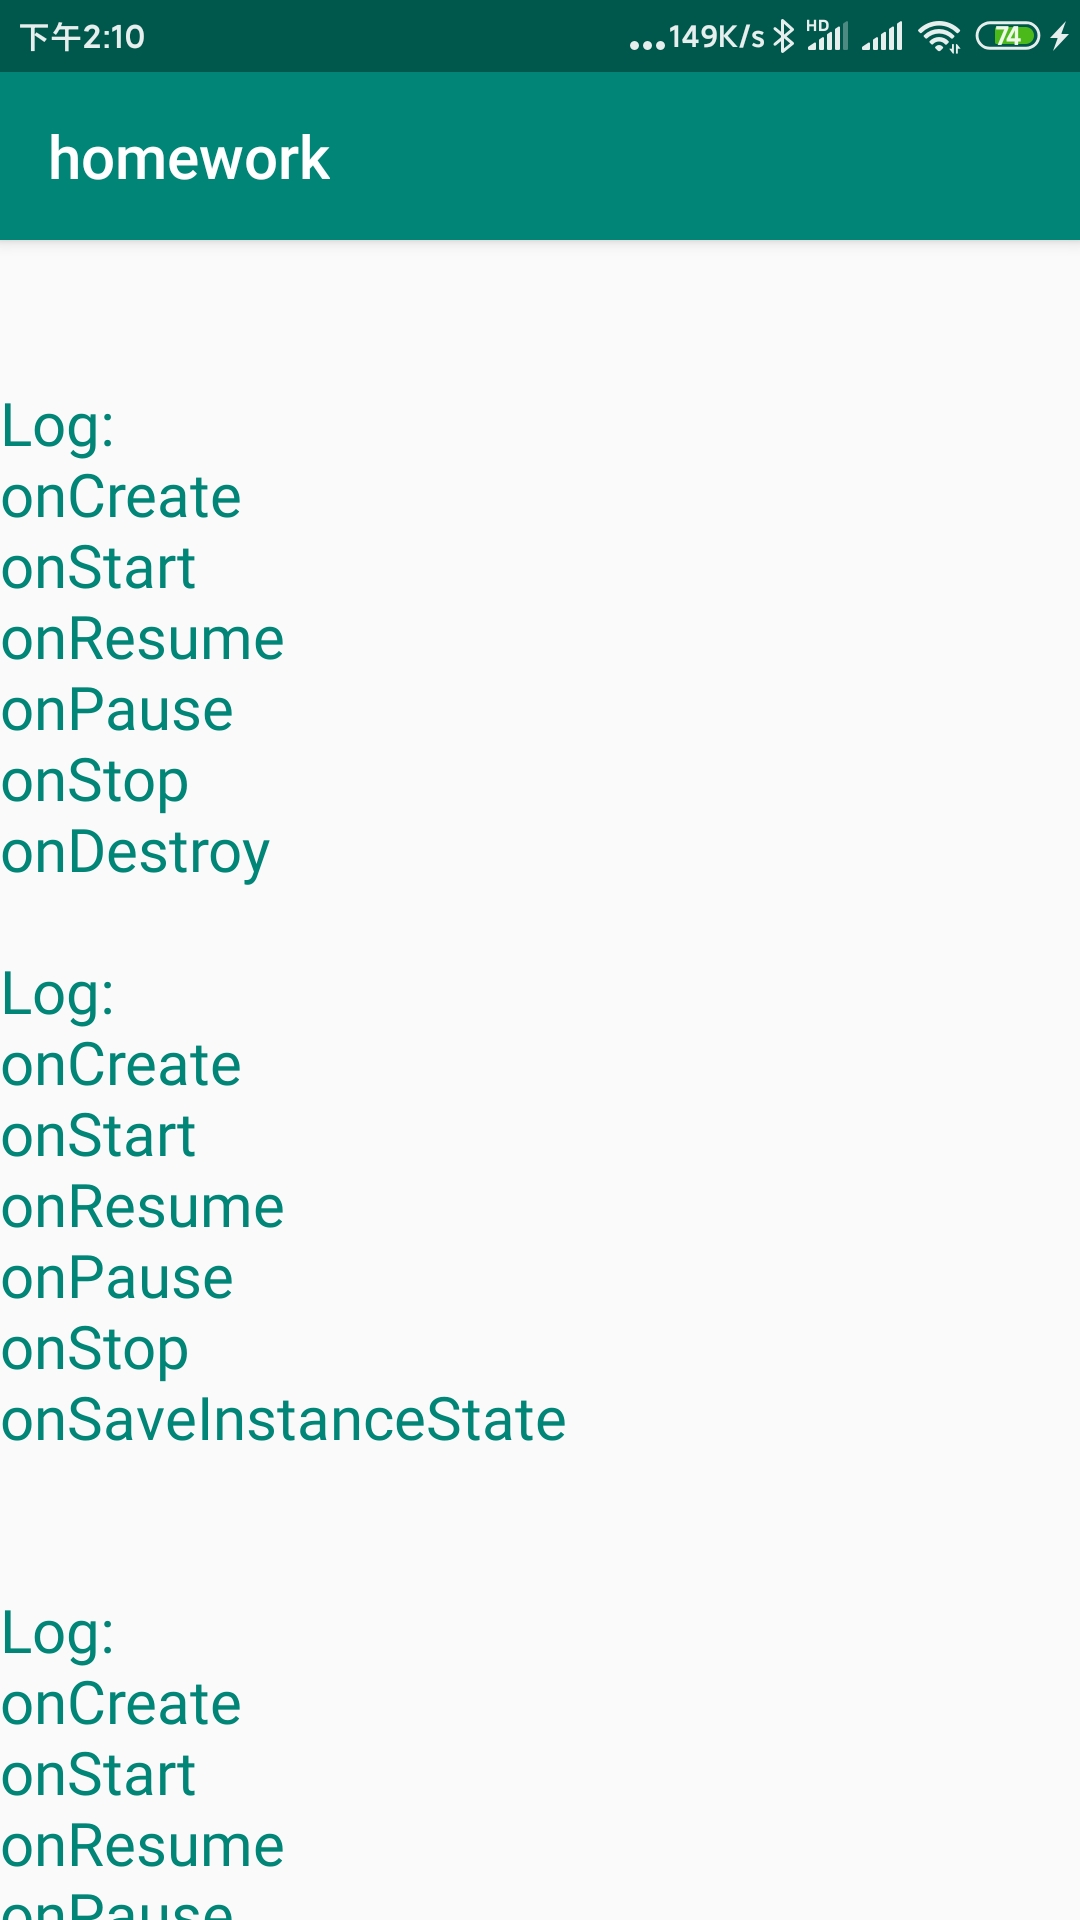 下午2:10 ...149K/s HD 74
homework
Log:
onCreate
onStart
onResume
onPause
onStop
onDestroy
Log:
onCreate
onStart
onResume
onPause
onStop
onSaveInstanceState
Log:
onCreate
onStart
onResume
onPause